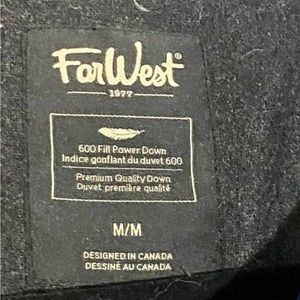 FarWest®
1977
600 Fill Power Down
Indice gonflant du duvet 600
Premium Quality Down
Duvet première qualité
M/M
DESIGNED IN CANADA
DESSINÉ AU CANADA